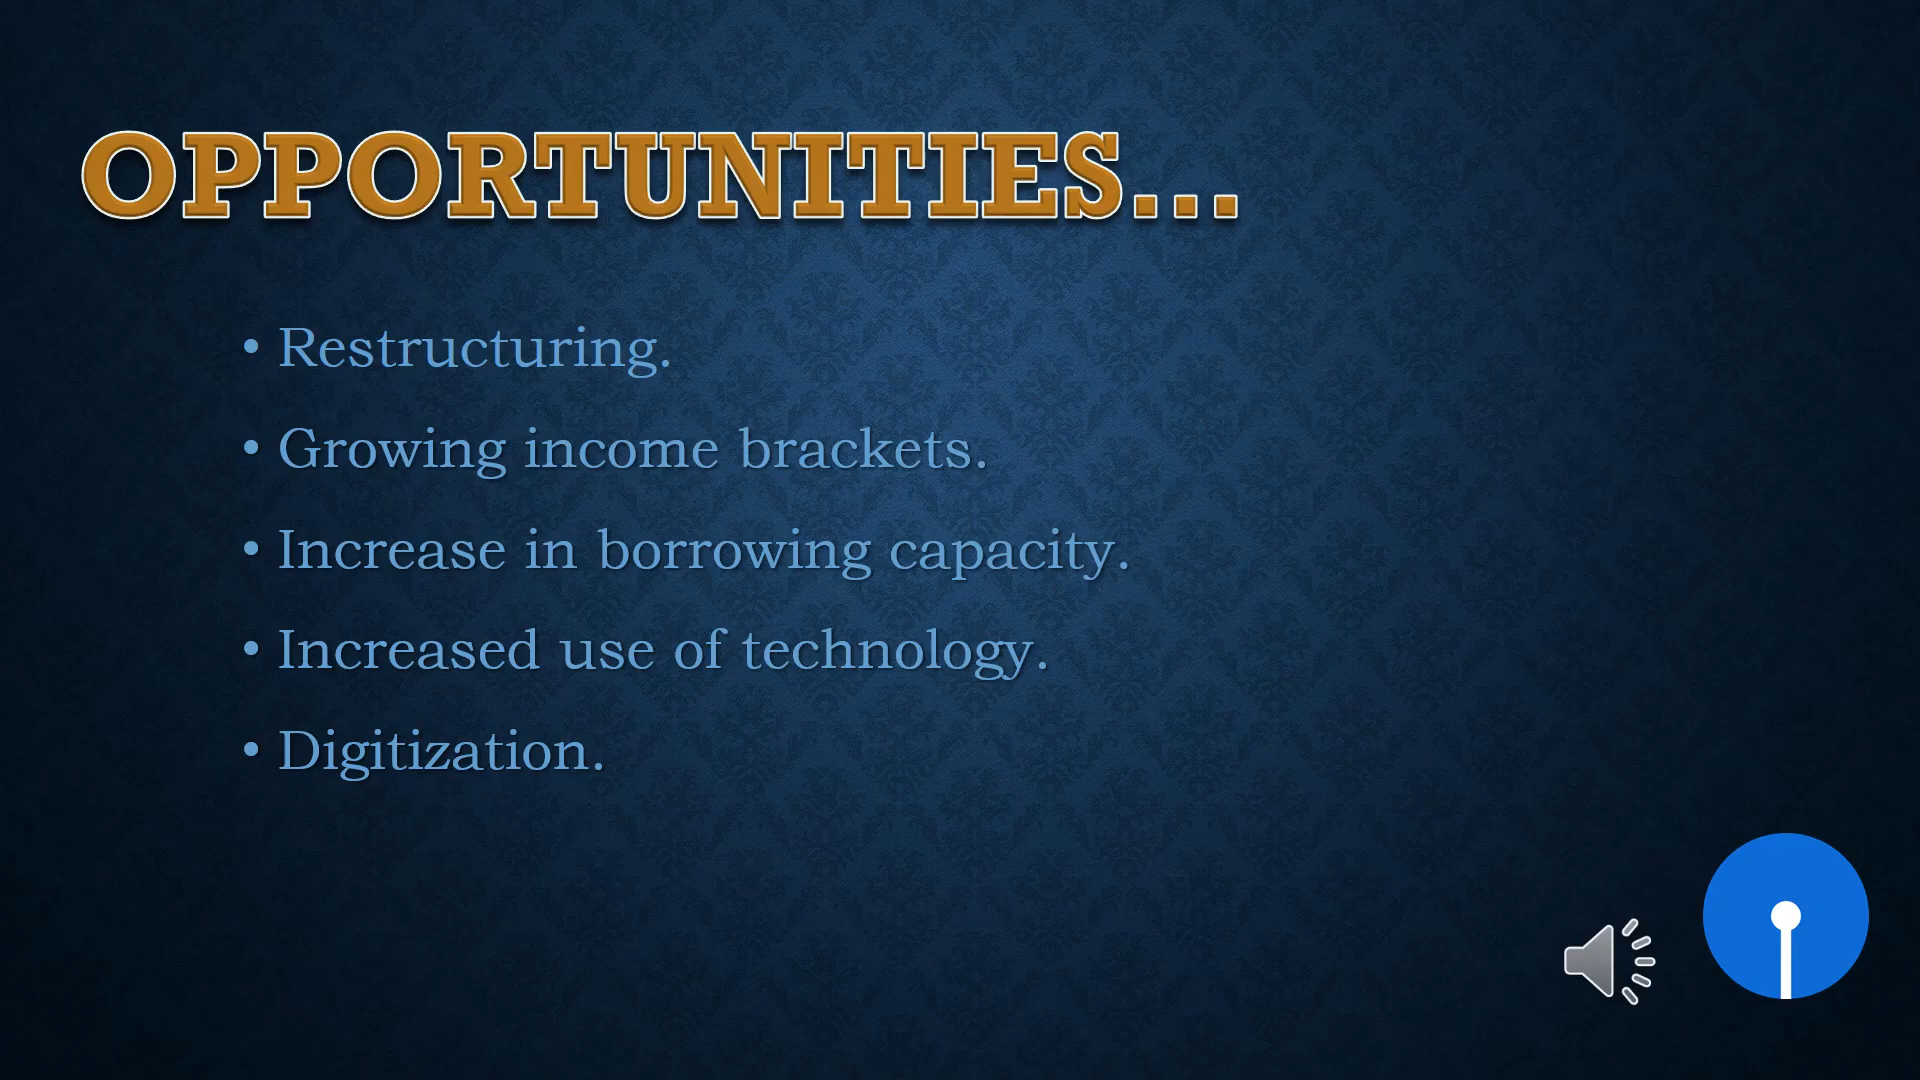 OPPORTUNITIES...
• Restructuring.
• Growing income brackets.
• Increase in borrowing capacity.
• Increased use of technology.
• Digitization.